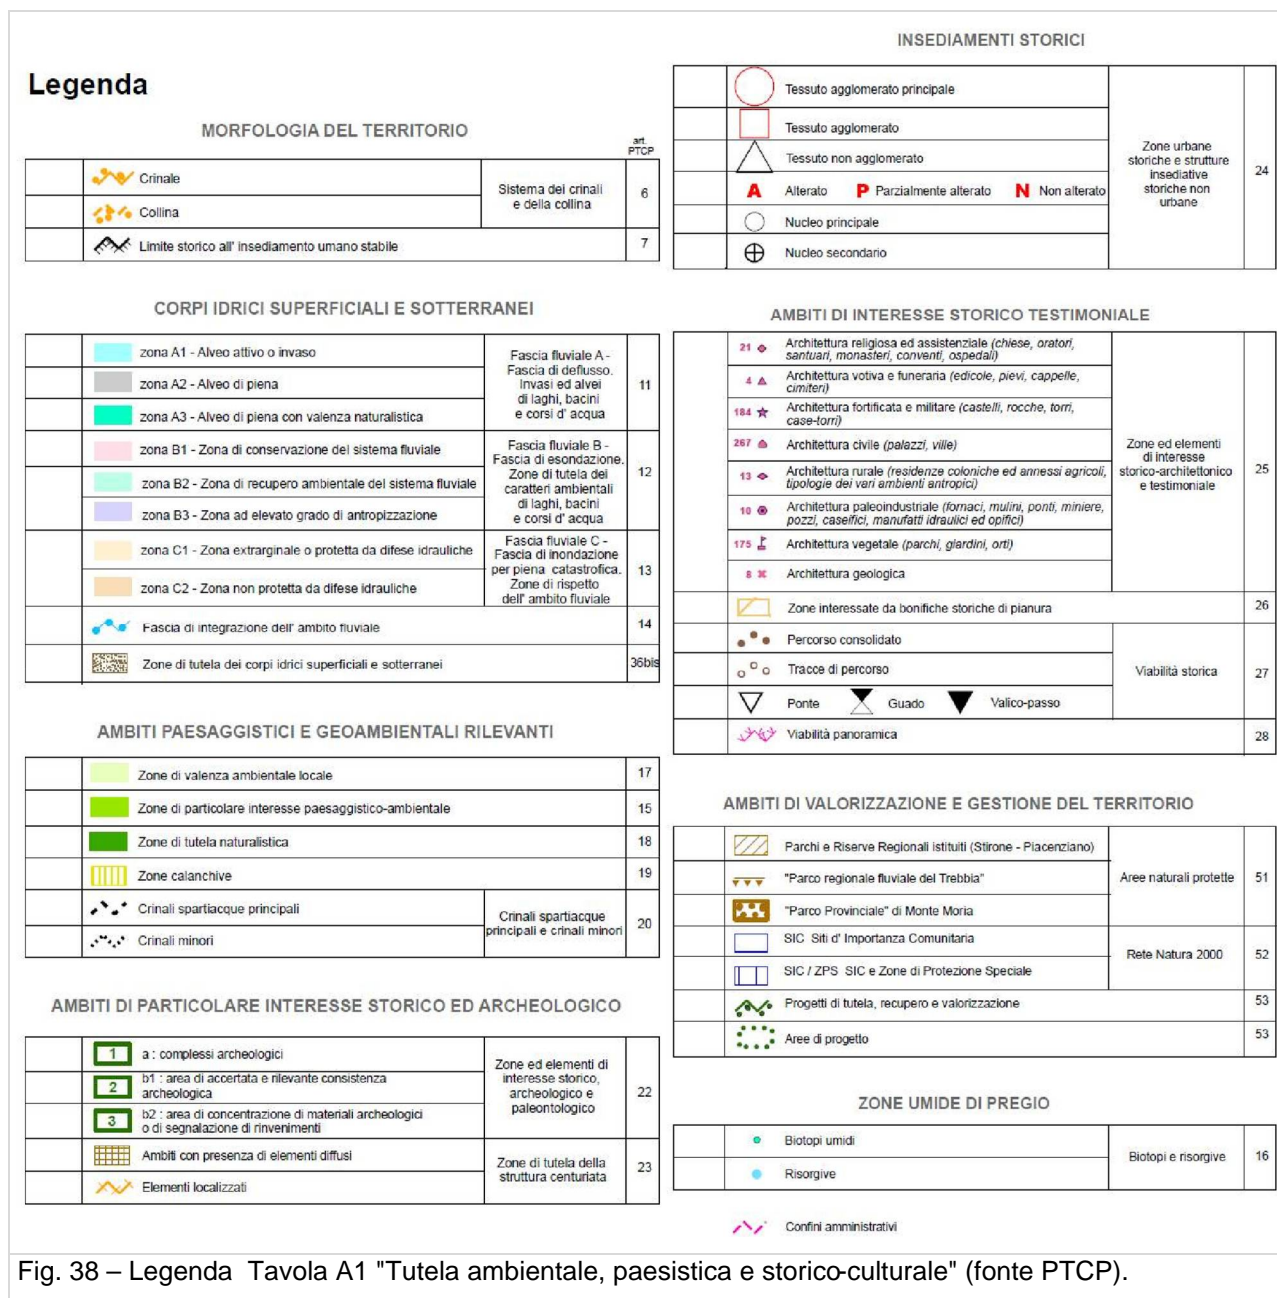 Legenda
MORFOLOGIA DEL TERRITORIO
art.
PTCP
Crinale
Collina
Sistema dei crinali
e della collina
6
Limite storico all' insediamento umano stabile
7
CORPI IDRICI SUPERFICIALI E SOTTERRANEI
zona A1 - Alveo attivo o invaso
zona A2 - Alveo di piena
zona A3 - Alveo di piena con valenza naturalistica
Fascia fluviale A -
Fascia di deflusso.
Invasi ed alvei
di laghi, bacini
e corsi d' acqua
11
zona B1 - Zona di conservazione del sistema fluviale
zona B2 - Zona di recupero ambientale del sistema fluviale
zona B3 - Zona ad elevato grado di antropizzazione
Fascia fluviale B -
Fascia di esondazione.
Zone di tutela dei
caratteri ambientali
di laghi, bacini
e corsi d' acqua
12
zona C1 - Zona extrarginale o protetta da difese idrauliche
zona C2 - Zona non protetta da difese idrauliche
Fascia fluviale C -
Fascia di inondazione
per piena catastrofica.
Zone di rispetto
dell' ambito fluviale
13
Fascia di integrazione dell' ambito fluviale
14
Zone di tutela dei corpi idrici superficiali e sotterranei
36bis
AMBITI PAESAGGISTICI E GEOAMBIENTALI RILEVANTI
Zone di valenza ambientale locale
17
Zone di particolare interesse paesaggistico-ambientale
15
Zone di tutela naturalistica
18
Zone calanchive
19
Crinali spartiacque principali
Crinali minori
Crinali spartiacque
principali e crinali minori
20
AMBITI DI PARTICOLARE INTERESSE STORICO ED ARCHEOLOGICO
1
a : complessi archeologici
2
b1 : area di accertata e rilevante consistenza
archeologica
3
b2 : area di concentrazione di materiali archeologici
o di segnalazione di rinvenimenti
Zone ed elementi di
interesse storico,
archeologico e
paleontologico
22
Ambiti con presenza di elementi diffusi
Elementi localizzati
Zone di tutela della
struttura centuriata
23
INSEDIAMENTI STORICI
Tessuto agglomerato principale
Tessuto agglomerato
Tessuto non agglomerato
A Alterato P Parzialmente alterato N Non alterato
Nucleo principale
Nucleo secondario
Zone urbane
storiche e strutture
insediative
storiche non
urbane
24
AMBITI DI INTERESSE STORICO TESTIMONIALE
21 Architettura religiosa ed assistenziale (chiese, oratori,
santuari, monasteri, conventi, ospedali)
4 Architettura votiva e funeraria (edicole, pievi, cappelle,
cimiteri)
184 Architettura fortificata e militare (castelli, rocche, torri,
case-torri)
267 Architettura civile (palazzi, ville)
13 Architettura rurale (residenze coloniche ed annessi agricoli,
tipologie dei vari ambienti antropici)
10 Architettura paleoindustriale (fornaci, mulini, ponti, miniere,
pozzi, caseifici, manufatti idraulici ed opifici)
175 Architettura vegetale (parchi, giardini, orti)
8 Architettura geologica
Zone ed elementi
di interesse
storico-architettonico
e testimoniale
25
Zone interessate da bonifiche storiche di pianura
26
Percorso consolidato
Tracce di percorso
Ponte Guado Valico-passo
Viabilità storica
27
Viabilità panoramica
28
AMBITI DI VALORIZZAZIONE E GESTIONE DEL TERRITORIO
Parchi e Riserve Regionali istituiti (Stirone - Piacenziano)
"Parco regionale fluviale del Trebbia"
"Parco Provinciale" di Monte Moria
Aree naturali protette
51
SIC Siti d' Importanza Comunitaria
SIC / ZPS SIC e Zone di Protezione Speciale
Rete Natura 2000
52
Progetti di tutela, recupero e valorizzazione
53
Aree di progetto
53
ZONE UMIDE DI PREGIO
Biotopi umidi
Risorgive
Biotopi e risorgive
16
Confini amministrativi
Fig. 38 – Legenda Tavola A1 "Tutela ambientale, paesistica e storico-culturale" (fonte PTCP).